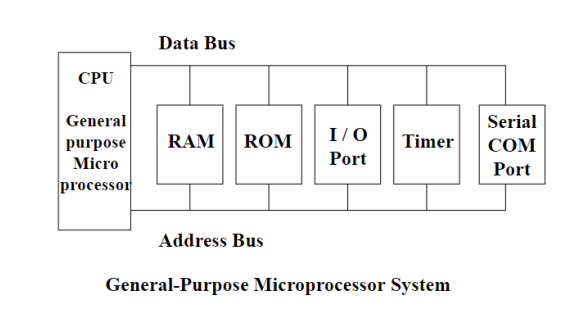 Data Bus
CPU
General
purpose
Micro
processor
RAM
ROM
I / O
Port
Timer
Serial
COM
Port
Address Bus
General-Purpose Microprocessor System